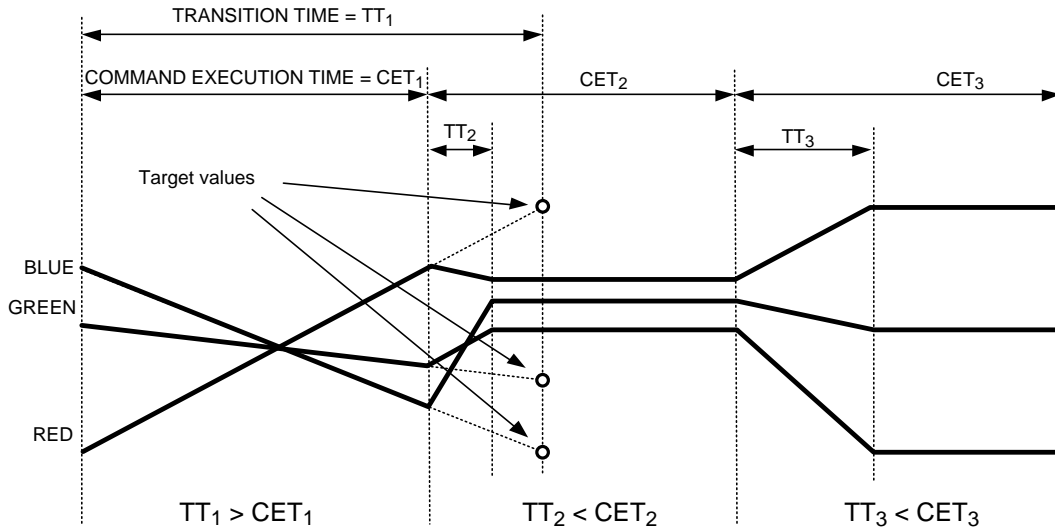 TRANSITION TIME = TT₁
COMMAND EXECUTION TIME = CET₁
CET₂
CET₃
TT₂
TT₃
Target values
BLUE
GREEN
RED
TT₁ > CET₁
TT₂ < CET₂
TT₃ < CET₃